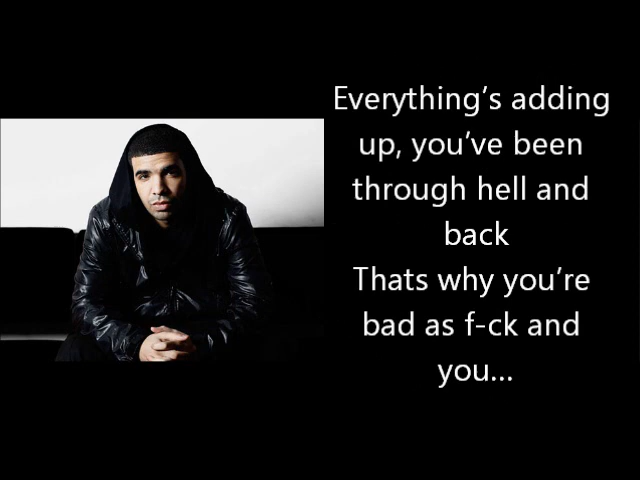 Everything’s adding
up, you’ve been
through hell and
back
Thats why you’re
bad as f-ck and
you...